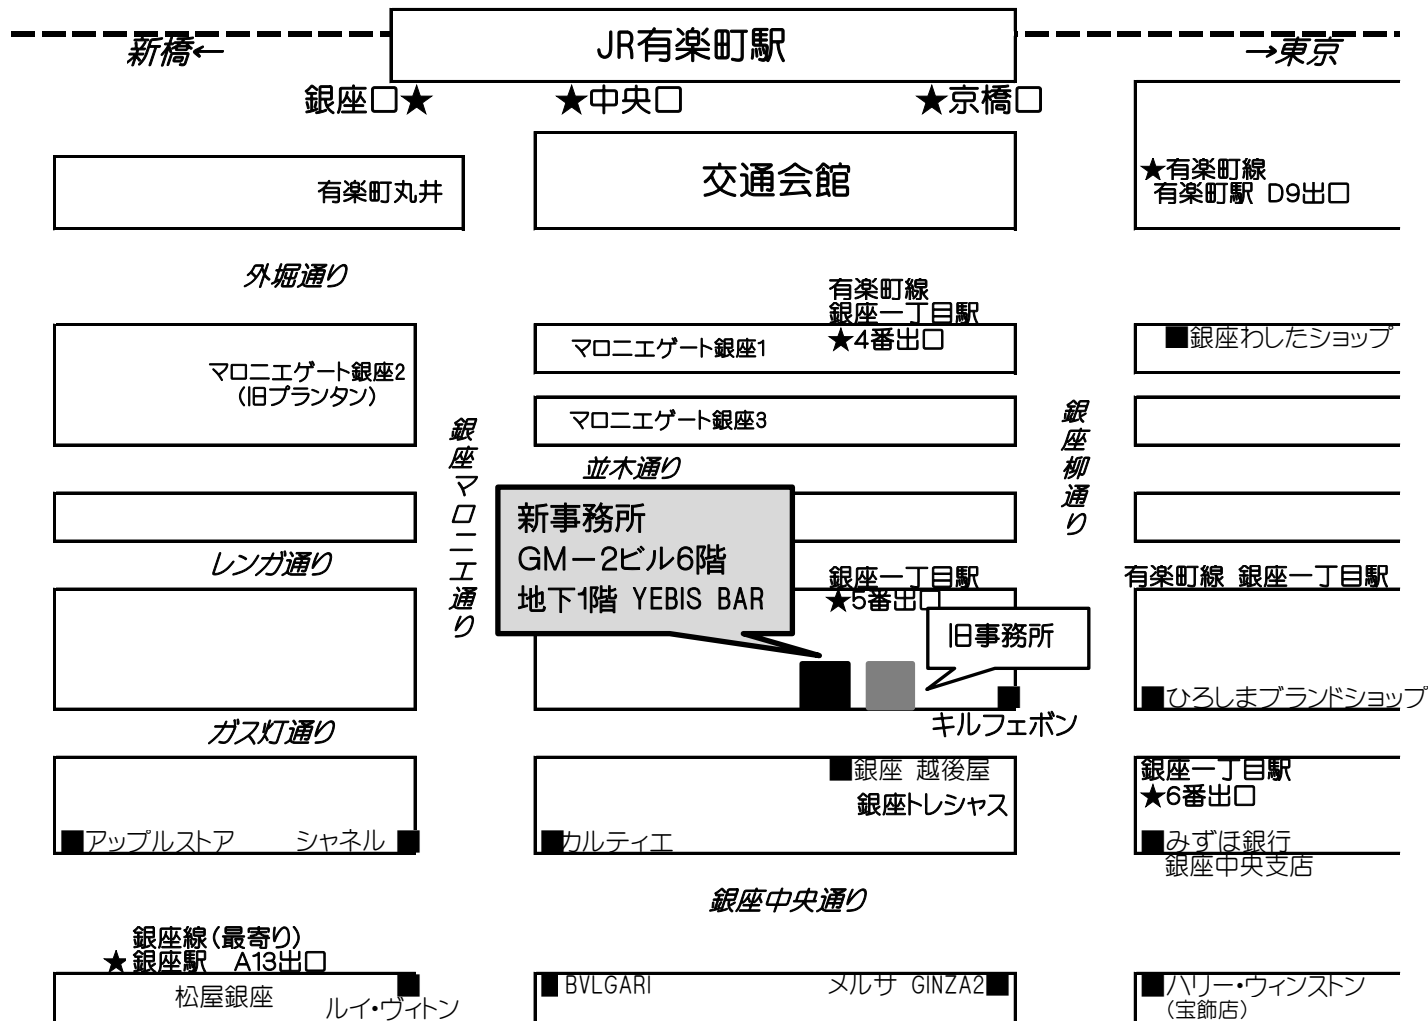 新橋←
JR有楽町駅
→東京
銀座口★
★中央口
★京橋口
有楽町丸井
交通会館
★有楽町線
有楽町駅 D9出口
外堀通り
有楽町線
銀座一丁目駅
★4番出口
マロニエゲート銀座1
■銀座わしたショップ
マロニエゲート銀座2
(旧プランタン)
マロニエゲート銀座3
銀座マロニエ通り
並木通り
銀座柳通り
新事務所
GM-2ビル6階
地下1階 YEBIS BAR
レンガ通り
銀座一丁目駅
★5番出口
有楽町線 銀座一丁目駅
旧事務所
キルフェボン
■ひろしまブランドショップ
ガス灯通り
■銀座 越後屋
銀座トレシャス
銀座一丁目駅
★6番出口
■アップルストア
シャネル■
■カルティエ
■みずほ銀行
銀座中央支店
銀座中央通り
銀座線(最寄り)
★銀座駅 A13出口
松屋銀座
ルイ・ヴィトン
■BVLGARI
メルサ GINZA2■
■ハリー・ウィンストン
(宝飾店)